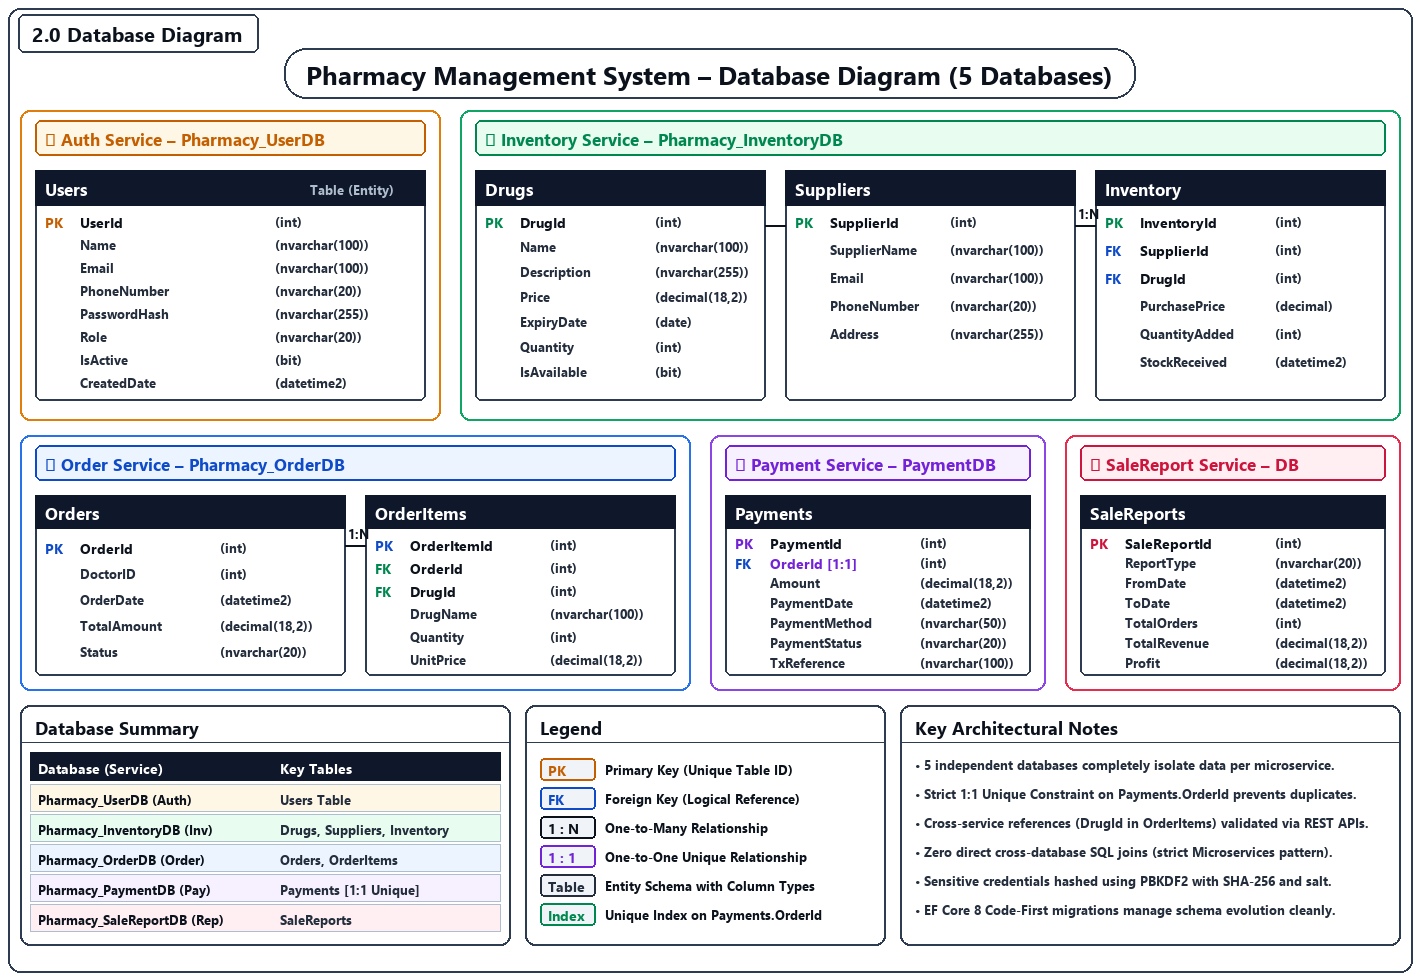 2.0 Database Diagram
Pharmacy Management System – Database Diagram (5 Databases)
Auth Service – Pharmacy_UserDB
Users Table (Entity)
PK UserId (int)
Name (nvarchar(100))
Email (nvarchar(100))
PhoneNumber (nvarchar(20))
PasswordHash (nvarchar(255))
Role (nvarchar(20))
IsActive (bit)
CreatedDate (datetime2)
Inventory Service – Pharmacy_InventoryDB
Drugs
PK DrugId (int)
Name (nvarchar(100))
Description (nvarchar(255))
Price (decimal(18,2))
ExpiryDate (date)
Quantity (int)
IsAvailable (bit)
Suppliers
PK SupplierId (int)
SupplierName (nvarchar(100))
Email (nvarchar(100))
PhoneNumber (nvarchar(20))
Address (nvarchar(255))
1:N
Inventory
PK InventoryId (int)
FK SupplierId (int)
FK DrugId (int)
PurchasePrice (decimal)
QuantityAdded (int)
StockReceived (datetime2)
Order Service – Pharmacy_OrderDB
Orders
PK OrderId (int)
DoctorID (int)
OrderDate (datetime2)
TotalAmount (decimal(18,2))
Status (nvarchar(20))
1:N
OrderItems
PK OrderItemId (int)
FK OrderId (int)
FK DrugId (int)
DrugName (nvarchar(100))
Quantity (int)
UnitPrice (decimal(18,2))
Payment Service – PaymentDB
Payments
PK PaymentId (int)
FK OrderId [1:1] (int)
Amount (decimal(18,2))
PaymentDate (datetime2)
PaymentMethod (nvarchar(50))
PaymentStatus (nvarchar(20))
TxReference (nvarchar(100))
SaleReport Service – DB
SaleReports
PK SaleReportId (int)
ReportType (nvarchar(20))
FromDate (datetime2)
ToDate (datetime2)
TotalOrders (int)
TotalRevenue (decimal(18,2))
Profit (decimal(18,2))
Database Summary
Database (Service) Key Tables
Pharmacy_UserDB (Auth) Users Table
Pharmacy_InventoryDB (Inv) Drugs, Suppliers, Inventory
Pharmacy_OrderDB (Order) Orders, OrderItems
Pharmacy_PaymentDB (Pay) Payments [1:1 Unique]
Pharmacy_SaleReportDB (Rep) SaleReports
Legend
PK Primary Key (Unique Table ID)
FK Foreign Key (Logical Reference)
1 : N One-to-Many Relationship
1 : 1 One-to-One Unique Relationship
Table Entity Schema with Column Types
Index Unique Index on Payments.OrderId
Key Architectural Notes
• 5 independent databases completely isolate data per microservice.
• Strict 1:1 Unique Constraint on Payments.OrderId prevents duplicates.
• Cross-service references (DrugId in OrderItems) validated via REST APIs.
• Zero direct cross-database SQL joins (strict Microservices pattern).
• Sensitive credentials hashed using PBKDF2 with SHA-256 and salt.
• EF Core 8 Code-First migrations manage schema evolution cleanly.